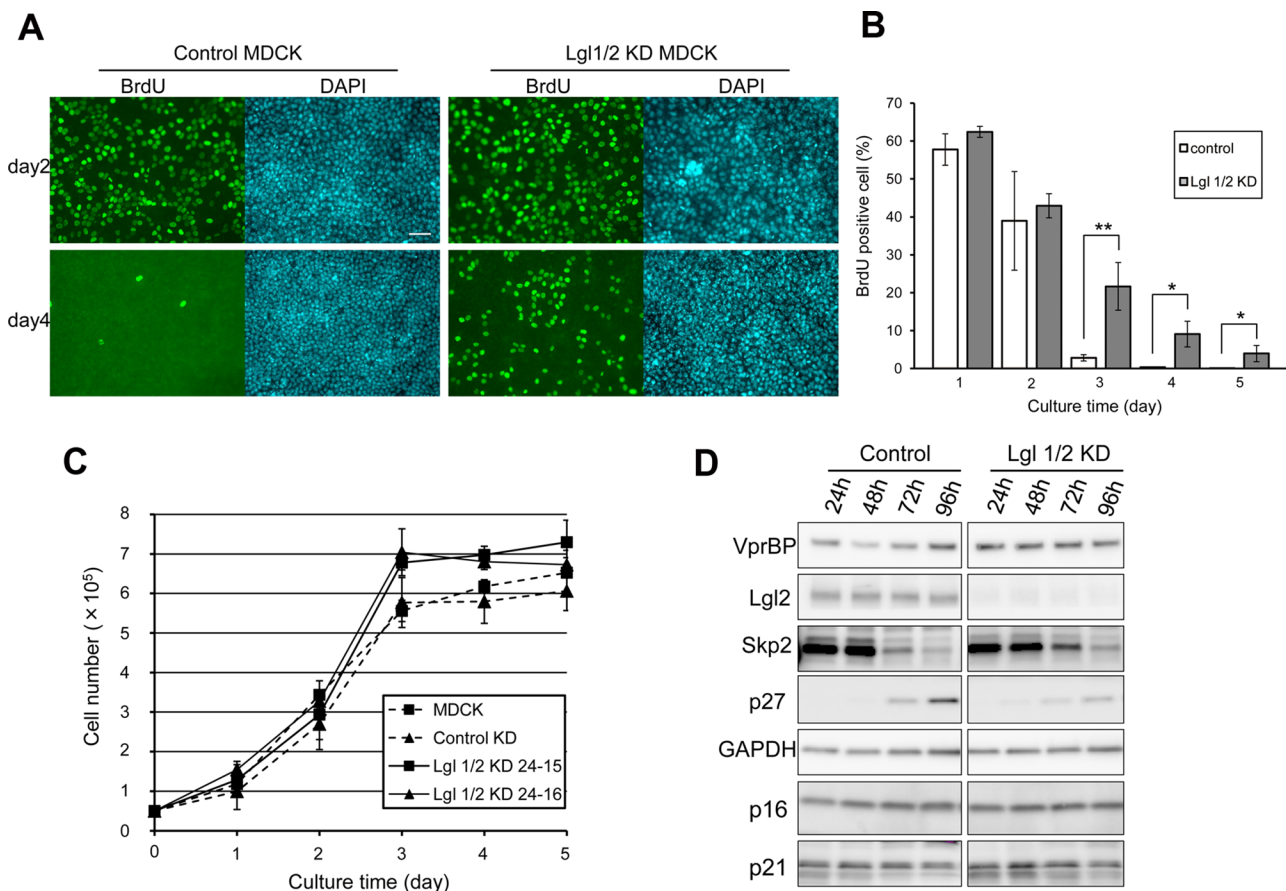 A
Control MDCK
Lgl1/2 KD MDCK
BrdU
DAPI
BrdU
DAPI
day2
day4
B
BrdU positive cell (%)
70
60
50
40
30
20
10
0
control
Lgl 1/2 KD
**
*
*
1 2 3 4 5
Culture time (day)
C
Cell number ( × 10⁵)
8
7
6
5
4
3
2
1
0
MDCK
Control KD
Lgl 1/2 KD 24-15
Lgl 1/2 KD 24-16
0 1 2 3 4 5
Culture time (day)
D
Control
Lgl 1/2 KD
24h 48h 72h 96h
24h 48h 72h 96h
VprBP
Lgl2
Skp2
p27
GAPDH
p16
p21